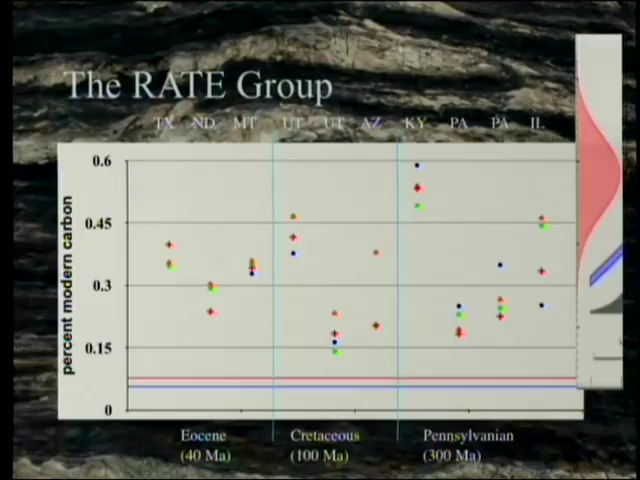 The RATE Group
TX ND MT UT UT AZ KY PA PA IL
percent modern carbon
0.6
0.45
0.3
0.15
0
Eocene
(40 Ma)
Cretaceous
(100 Ma)
Pennsylvanian
(300 Ma)